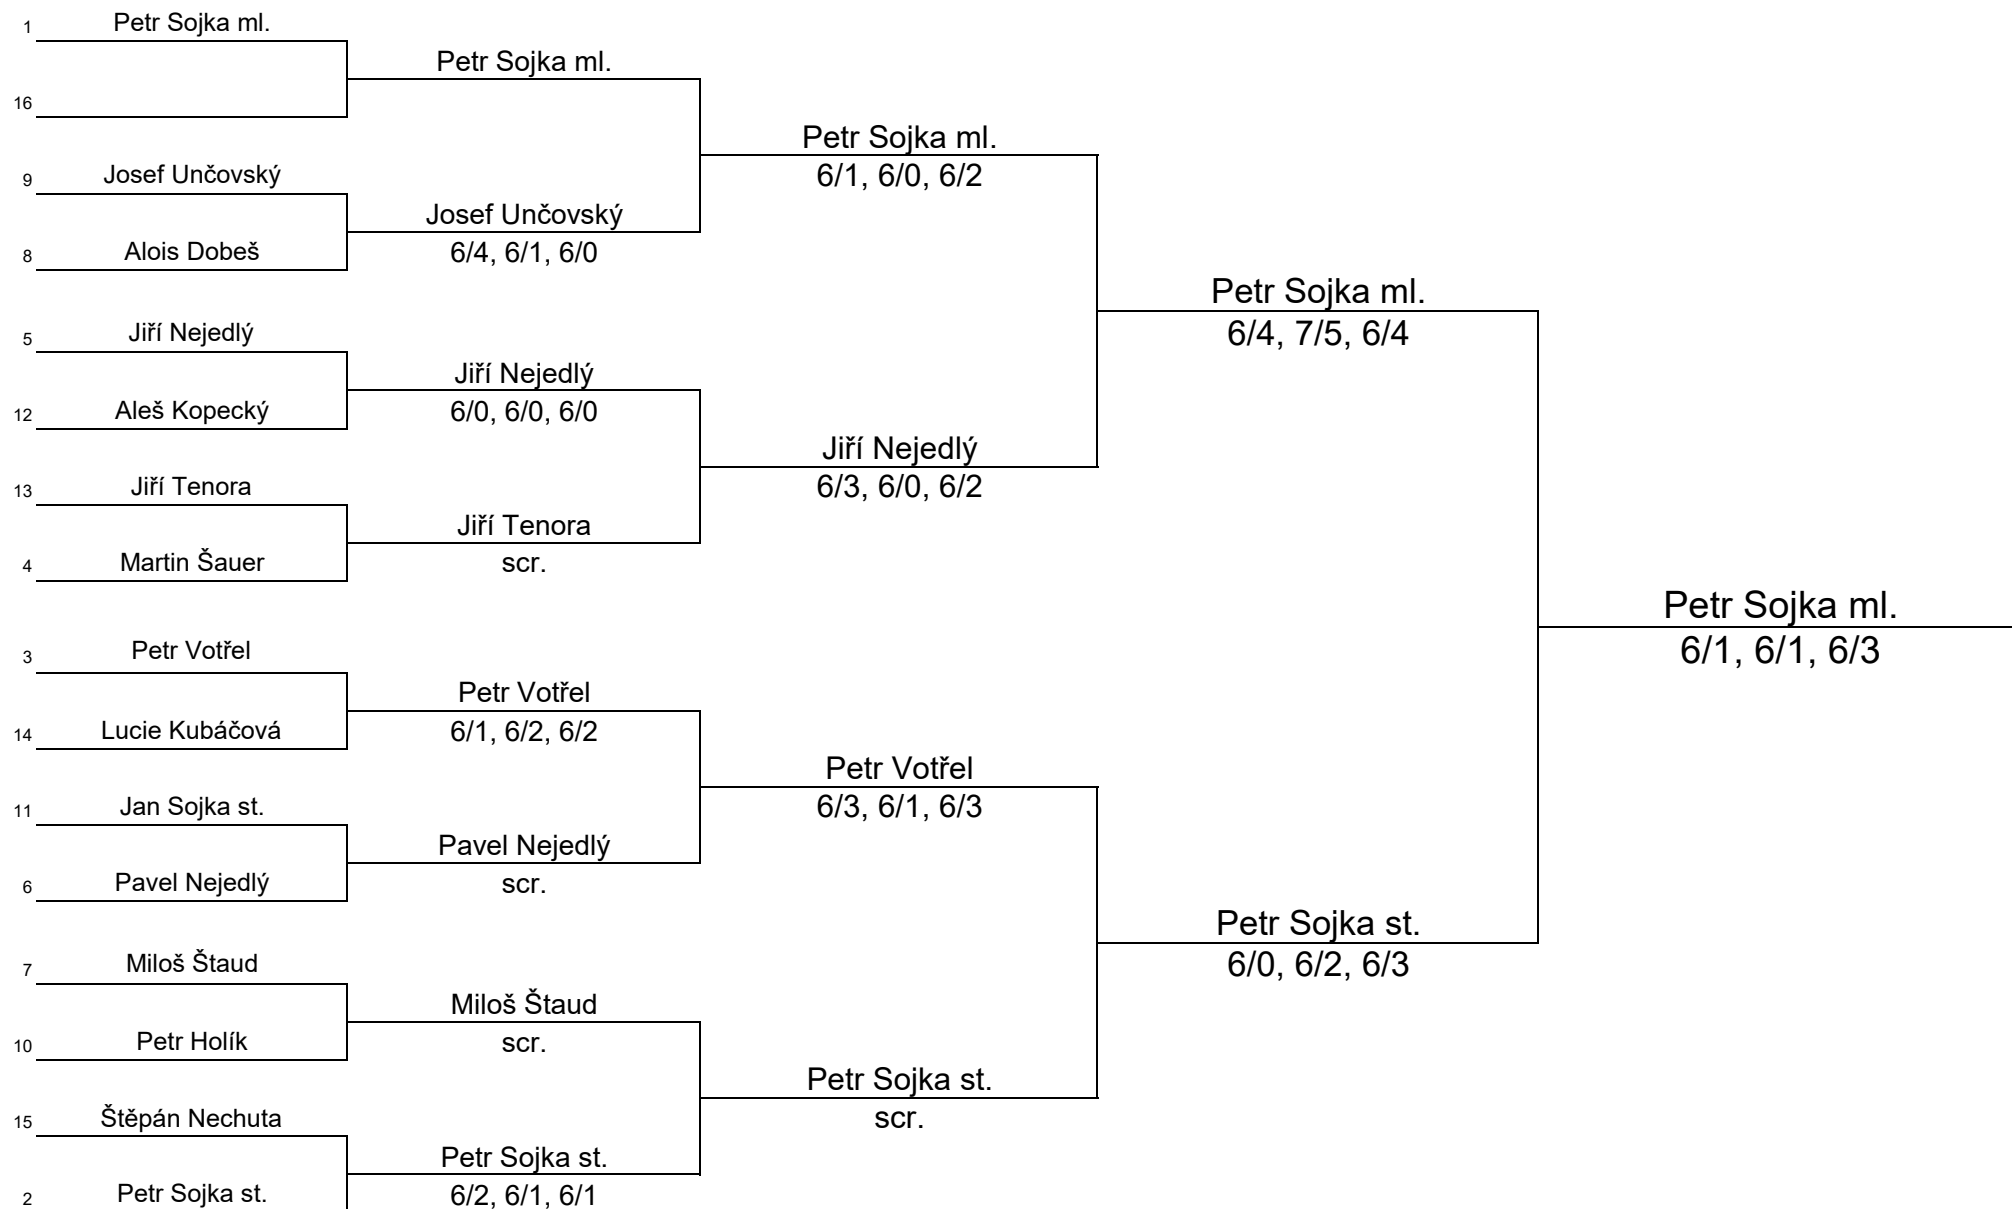 1 Petr Sojka ml.
Petr Sojka ml.
16
Petr Sojka ml.
6/1, 6/0, 6/2
9 Josef Unčovský
Josef Unčovský
6/4, 6/1, 6/0
8 Alois Dobeš
Petr Sojka ml.
6/4, 7/5, 6/4
5 Jiří Nejedlý
Jiří Nejedlý
6/0, 6/0, 6/0
12 Aleš Kopecký
Jiří Nejedlý
6/3, 6/0, 6/2
13 Jiří Tenora
Jiří Tenora
scr.
4 Martin Šauer
Petr Sojka ml.
6/1, 6/1, 6/3
3 Petr Votřel
Petr Votřel
6/1, 6/2, 6/2
14 Lucie Kubáčová
Petr Votřel
6/3, 6/1, 6/3
11 Jan Sojka st.
Pavel Nejedlý
scr.
6 Pavel Nejedlý
Petr Sojka st.
6/0, 6/2, 6/3
7 Miloš Štaud
Miloš Štaud
scr.
10 Petr Holík
Petr Sojka st.
scr.
15 Štěpán Nechuta
Petr Sojka st.
6/2, 6/1, 6/1
2 Petr Sojka st.